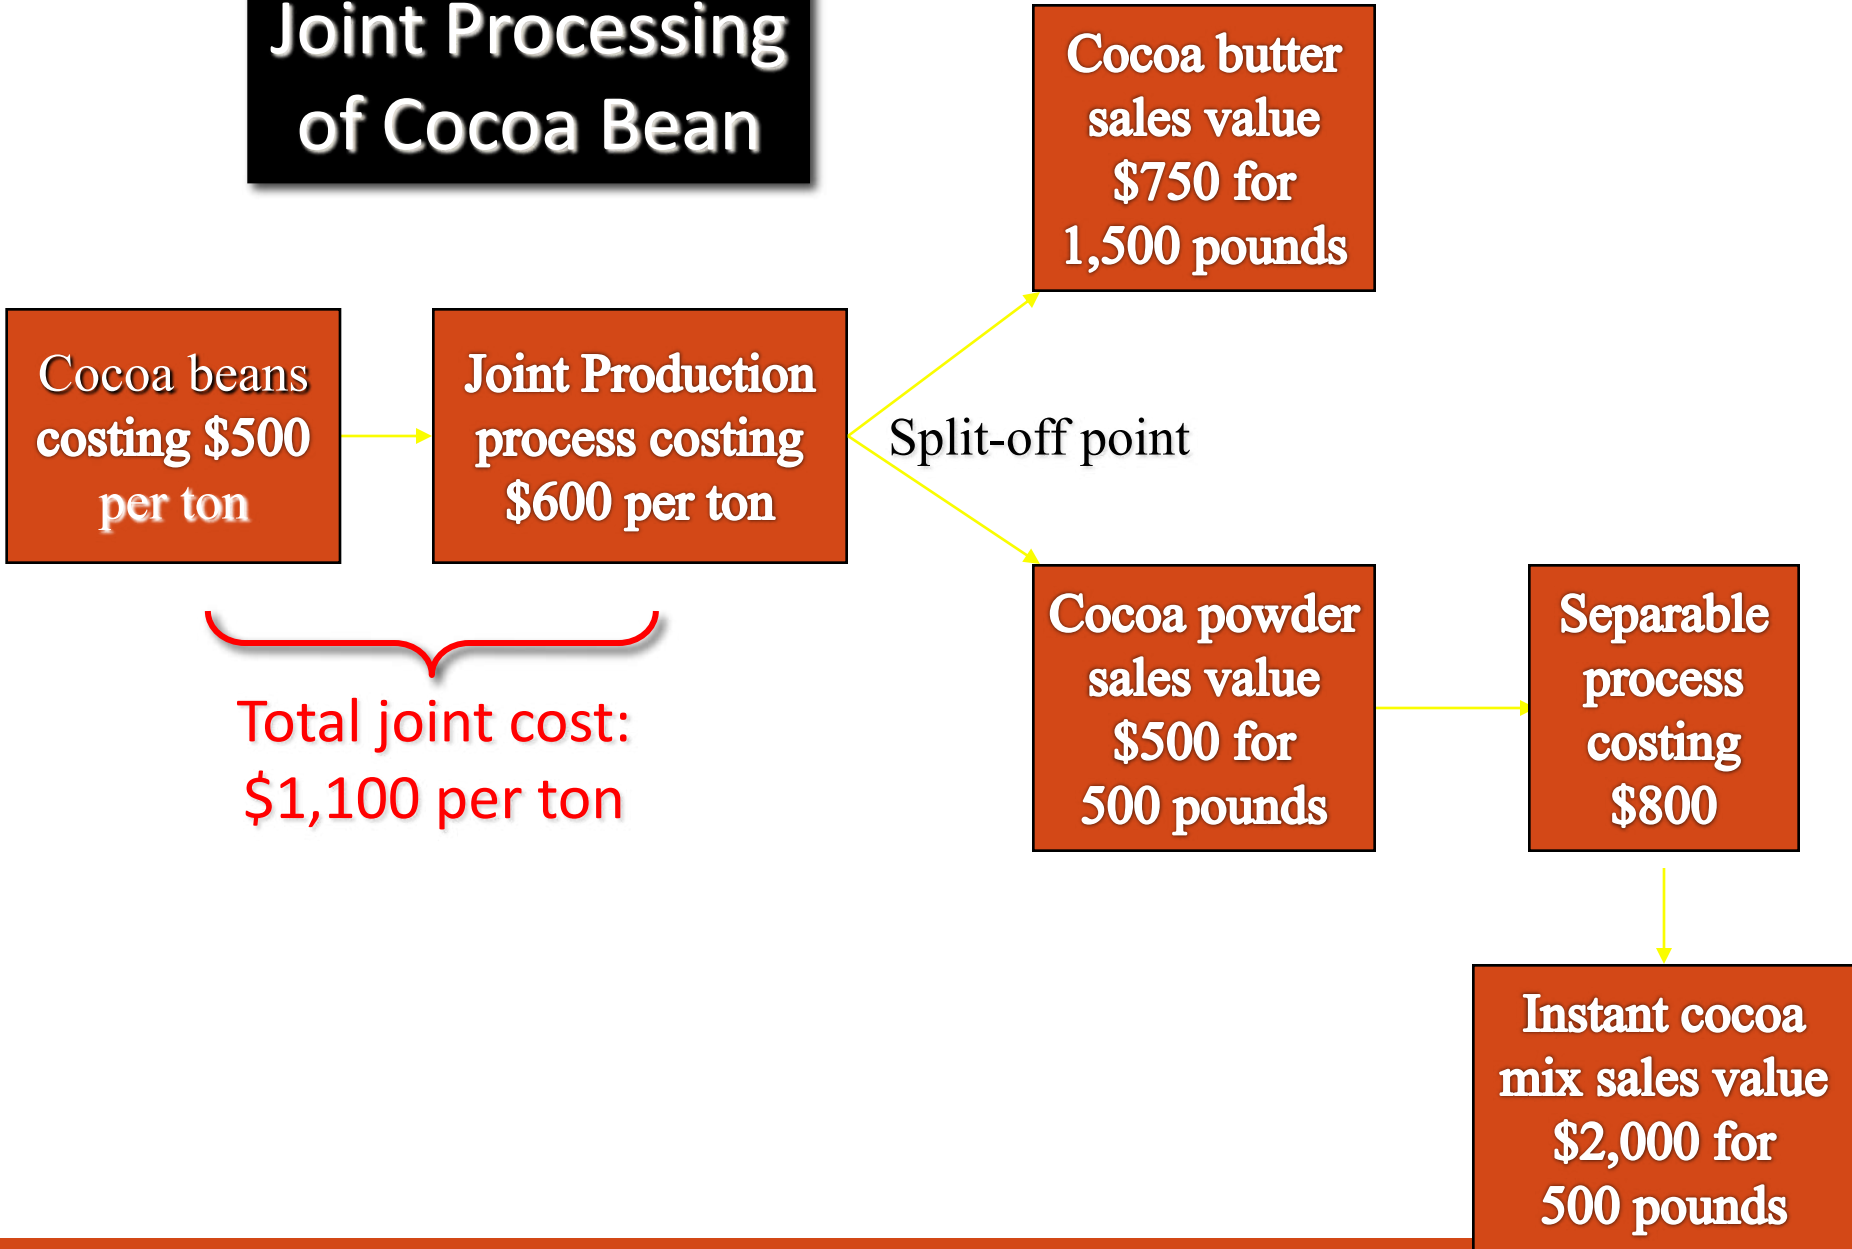 Joint Processing
of Cocoa Bean
Cocoa butter
sales value
$750 for
1,500 pounds
Cocoa beans
costing $500
per ton
Joint Production
process costing
$600 per ton
Split-off point
Total joint cost:
$1,100 per ton
Cocoa powder
sales value
$500 for
500 pounds
Separable
process
costing
$800
Instant cocoa
mix sales value
$2,000 for
500 pounds